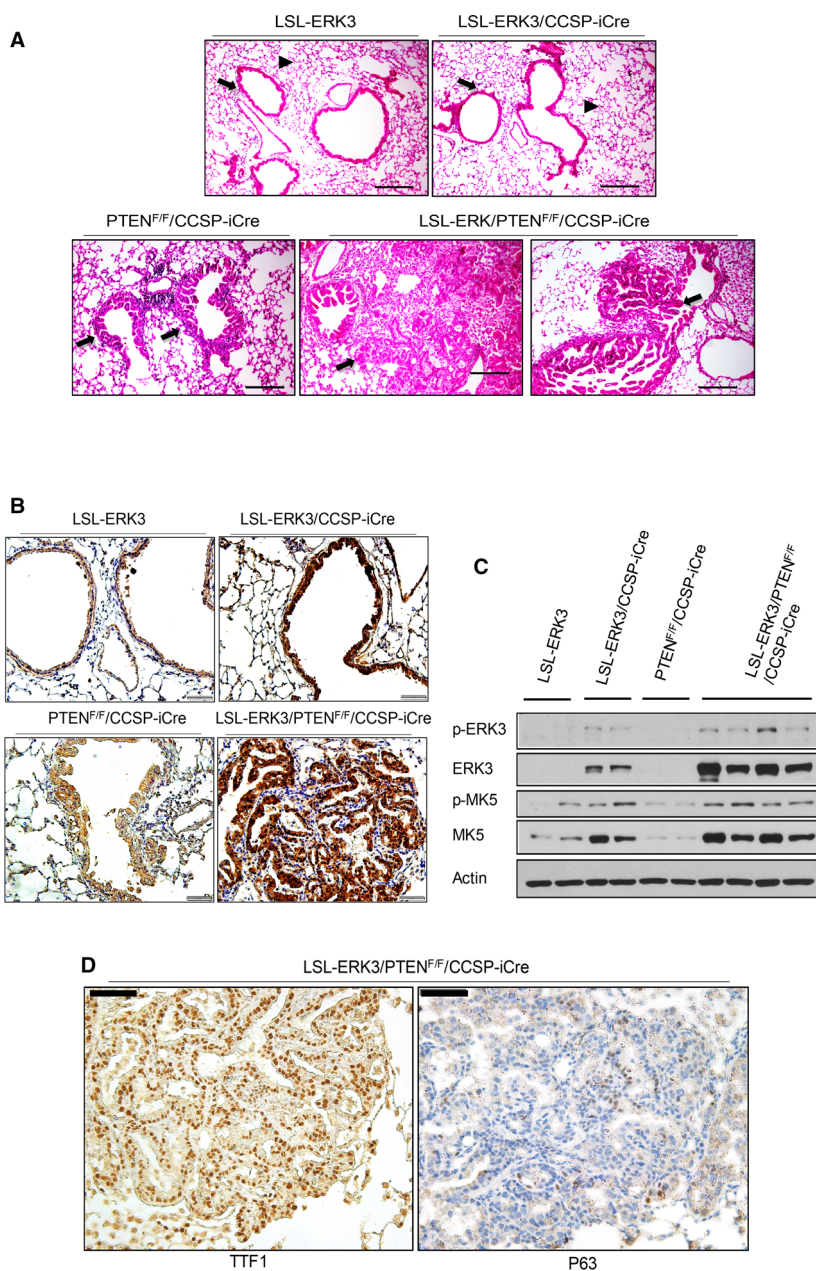 A
LSL-ERK3
LSL-ERK3/CCSP-iCre
PTENF/F/CCSP-iCre
LSL-ERK/PTENF/F/CCSP-iCre
B
LSL-ERK3
LSL-ERK3/CCSP-iCre
PTENF/F/CCSP-iCre
LSL-ERK3/PTENF/F/CCSP-iCre
C
LSL-ERK3
LSL-ERK3/CCSP-iCre
PTENF/F/CCSP-iCre
LSL-ERK3/PTENF/F
/CCSP-iCre
p-ERK3
ERK3
p-MK5
MK5
Actin
D
LSL-ERK3/PTENF/F/CCSP-iCre
TTF1
P63